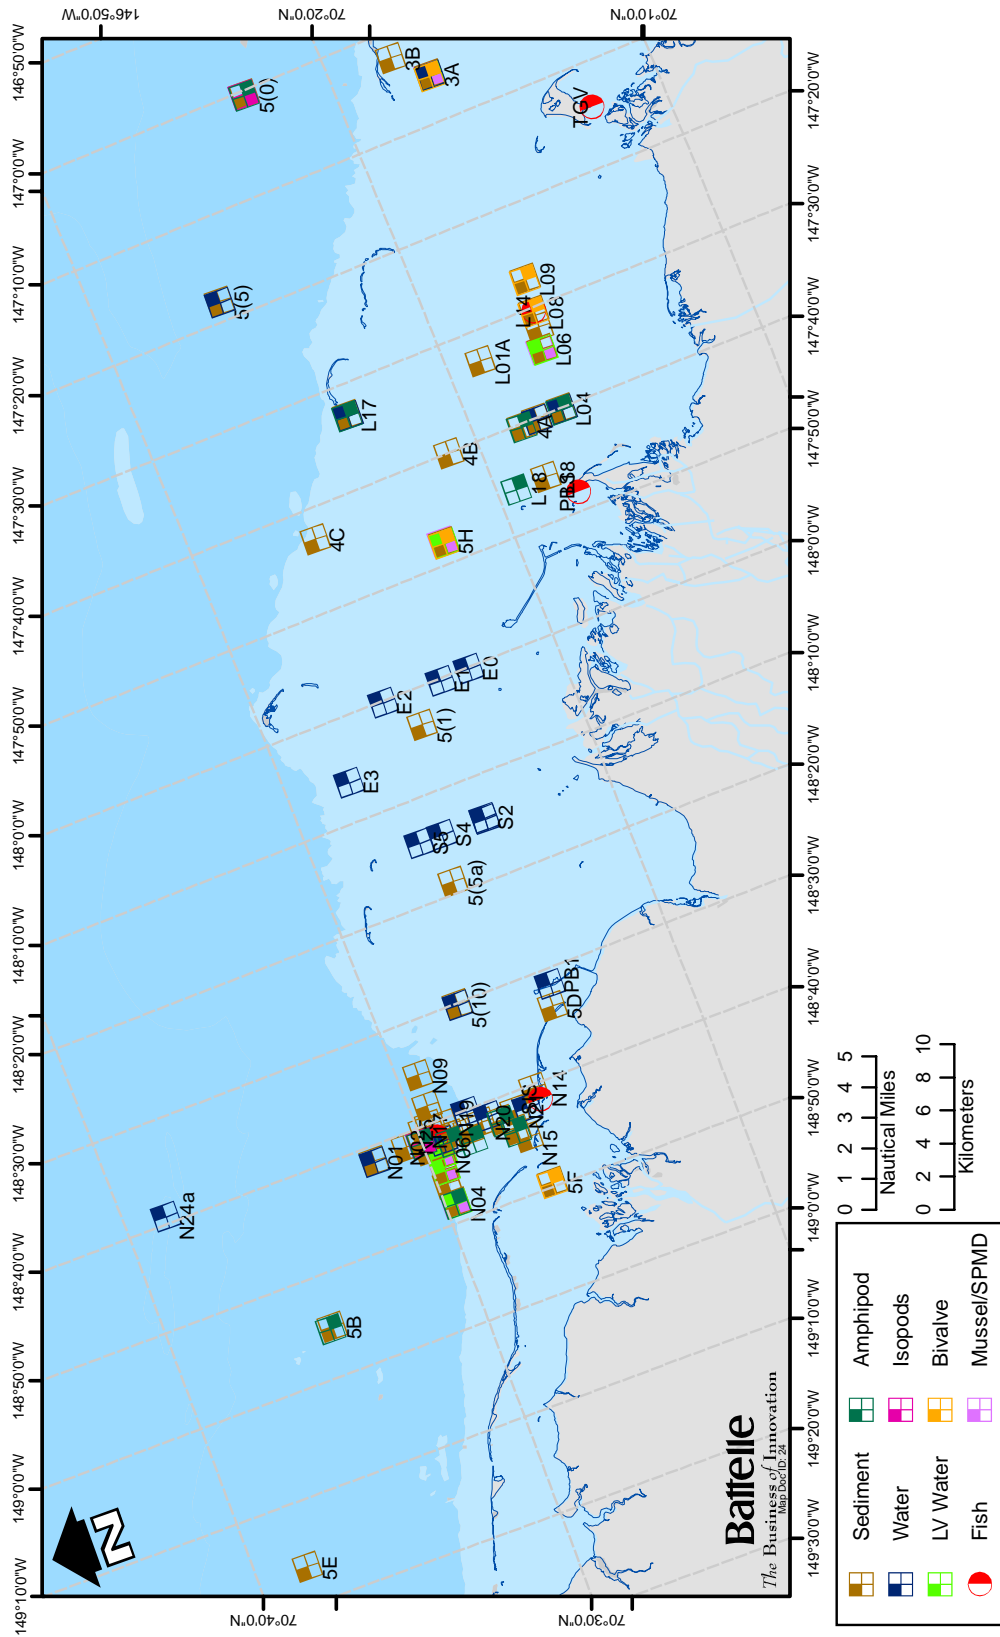 146°50'0"W
70°20'0"N
70°10'0"N
146°50'0"W
147°0'0"W
147°10'0"W
147°20'0"W
147°30'0"W
147°40'0"W
147°50'0"W
148°0'0"W
148°10'0"W
148°20'0"W
148°30'0"W
148°40'0"W
148°50'0"W
149°0'0"W
149°10'0"W
147°20'0"W
147°30'0"W
147°40'0"W
147°50'0"W
148°0'0"W
148°10'0"W
148°20'0"W
148°30'0"W
148°40'0"W
148°50'0"W
149°0'0"W
149°10'0"W
149°20'0"W
149°30'0"W
70°40'0"N
70°30'0"N
3B
3A
5(0)
TGV
5(5)
L09
L08
L06
L01A
L17
L04
4B
4C
L18
5H
E0
E2
5(1)
E3
S2
S4
S5
5(5a)
5(10)
5DPB1
N09
N14
N19
N20
N15
N01
N06
N04
5F
N24a
5B
5E
N
Battelle
The Business of Innovation
Map Doc ID: 24
0 1 2 3 4 5
Nautical Miles
0 2 4 6 8 10
Kilometers
Sediment
Water
LV Water
Fish
Amphipod
Isopods
Bivalve
Mussel/SPMD